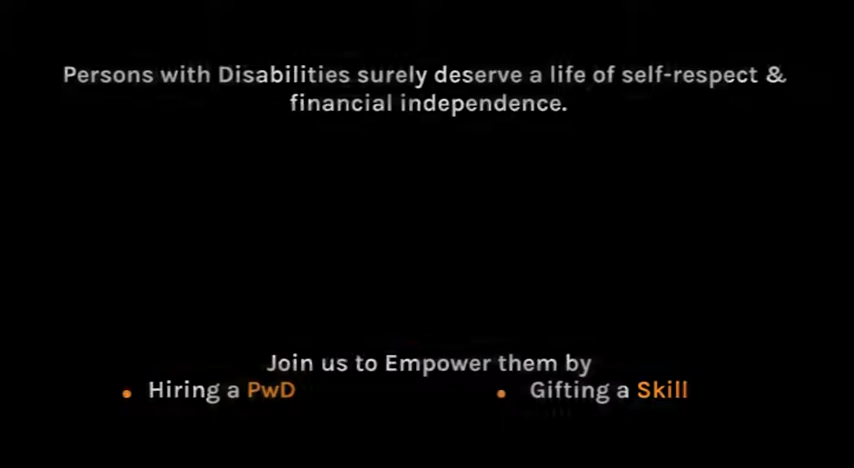 Persons with Disabilities surely deserve a life of self-respect &
financial independence.
Join us to Empower them by
• Hiring a PwD
• Gifting a Skill